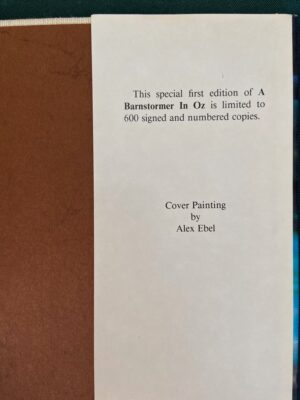 This special first edition of A
Barnstormer In Oz is limited to
600 signed and numbered copies.
Cover Painting
by
Alex Ebel